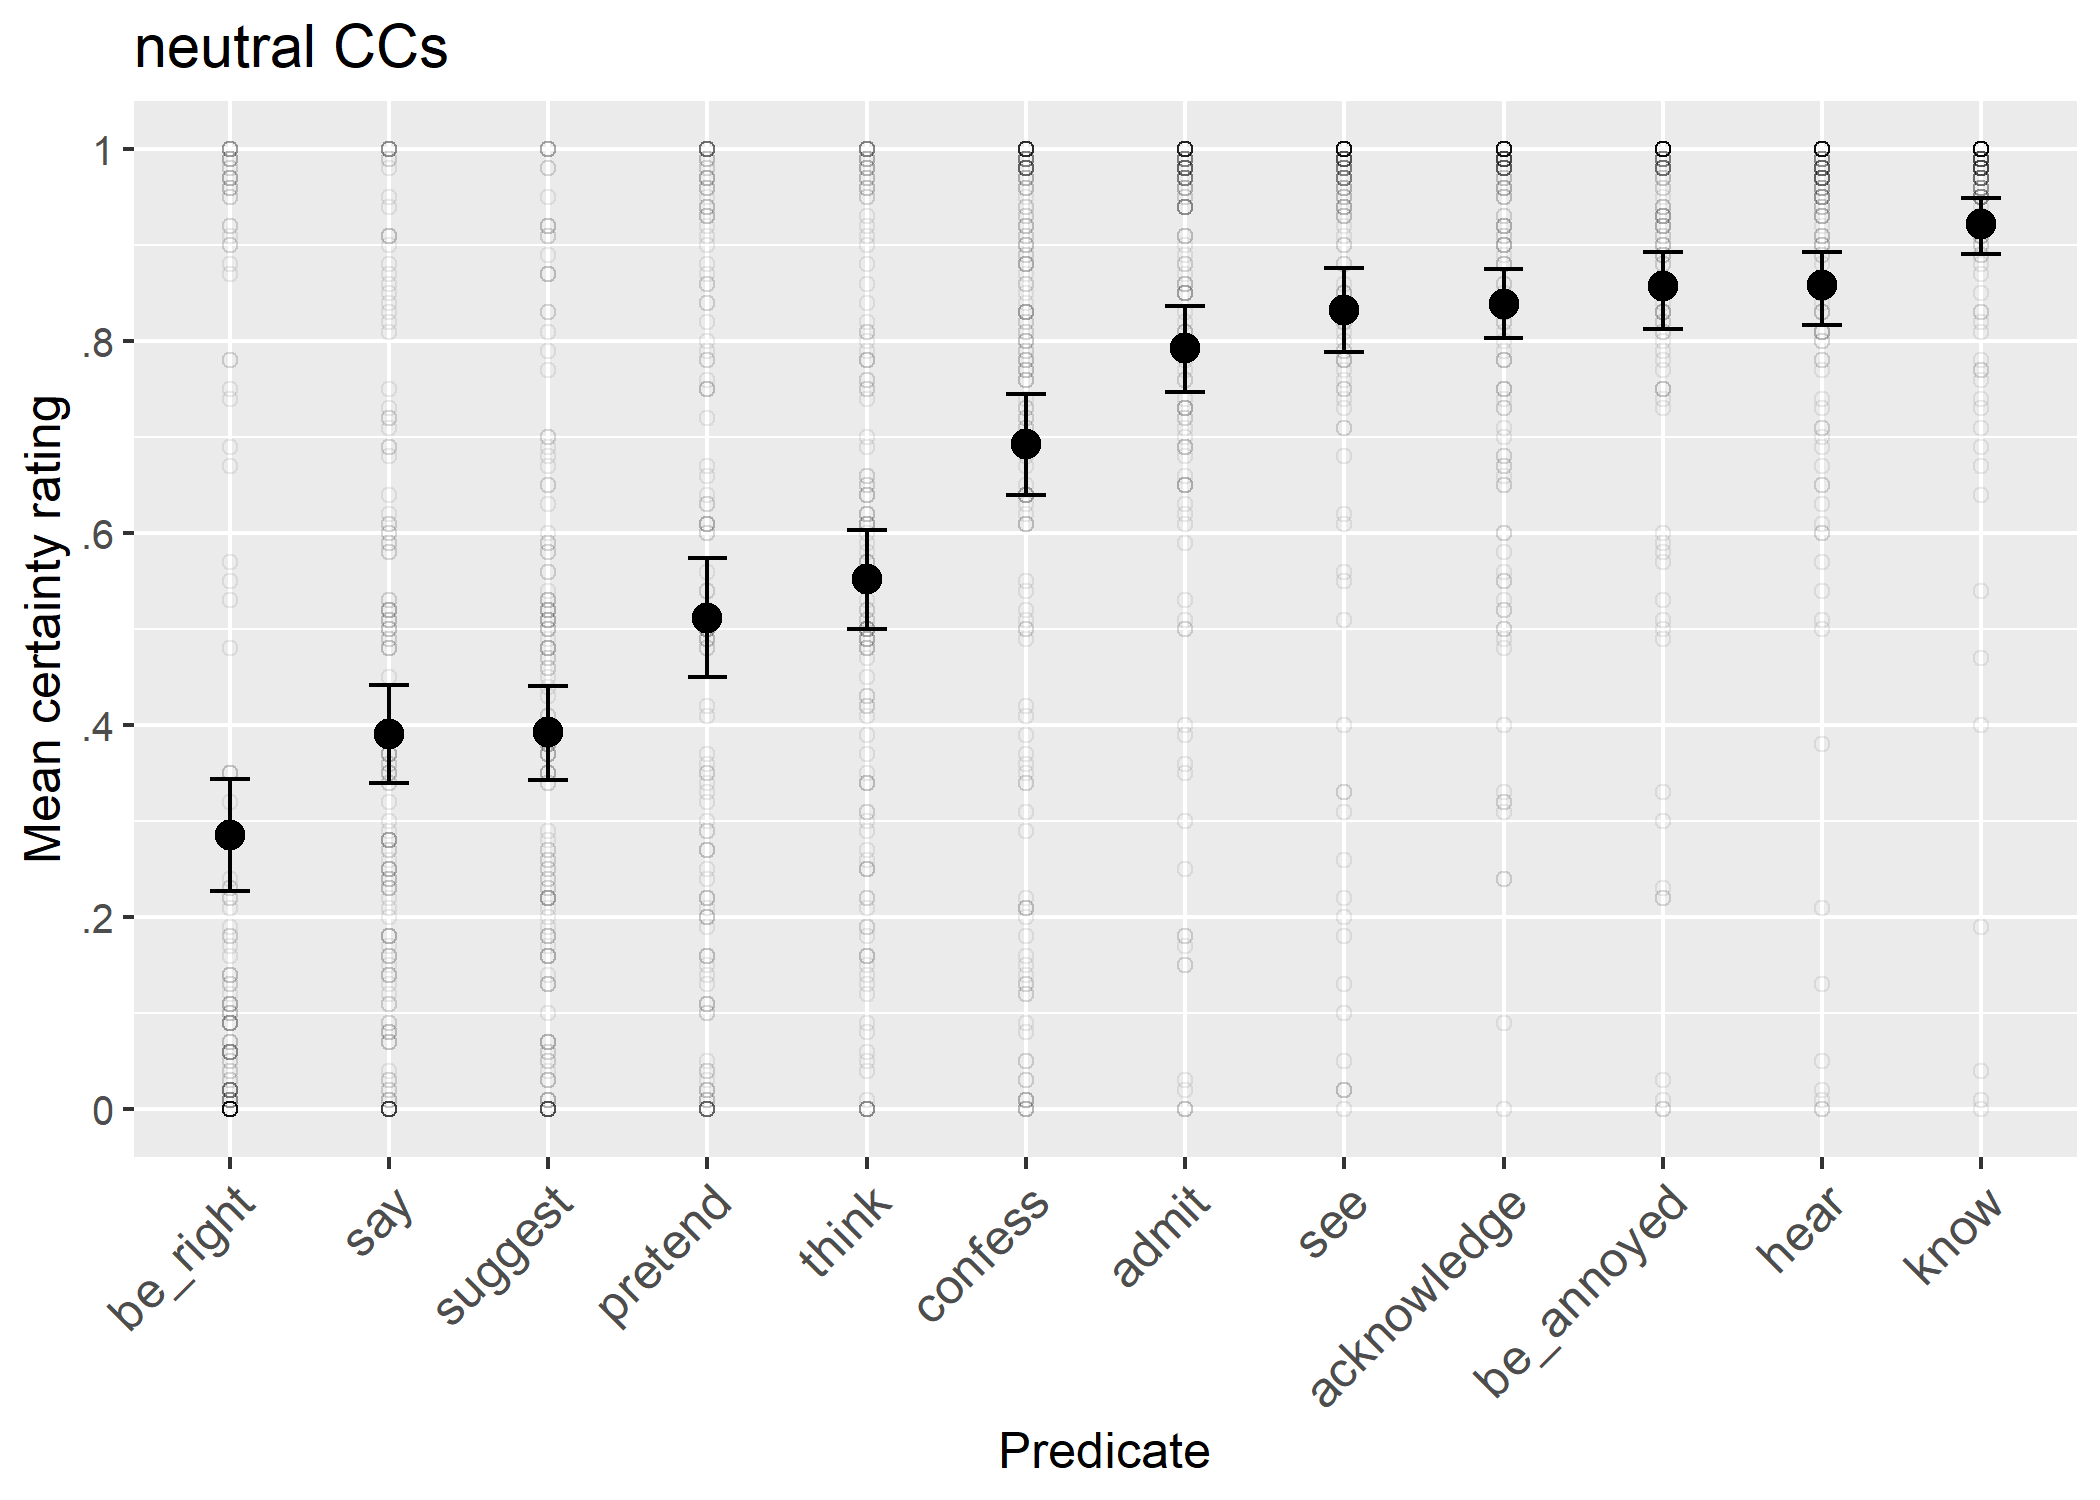 neutral CCs
Mean certainty rating
1
.8
.6
.4
.2
0
be_right
say
suggest
pretend
think
confess
admit
see
acknowledge
be_annoyed
hear
know
Predicate